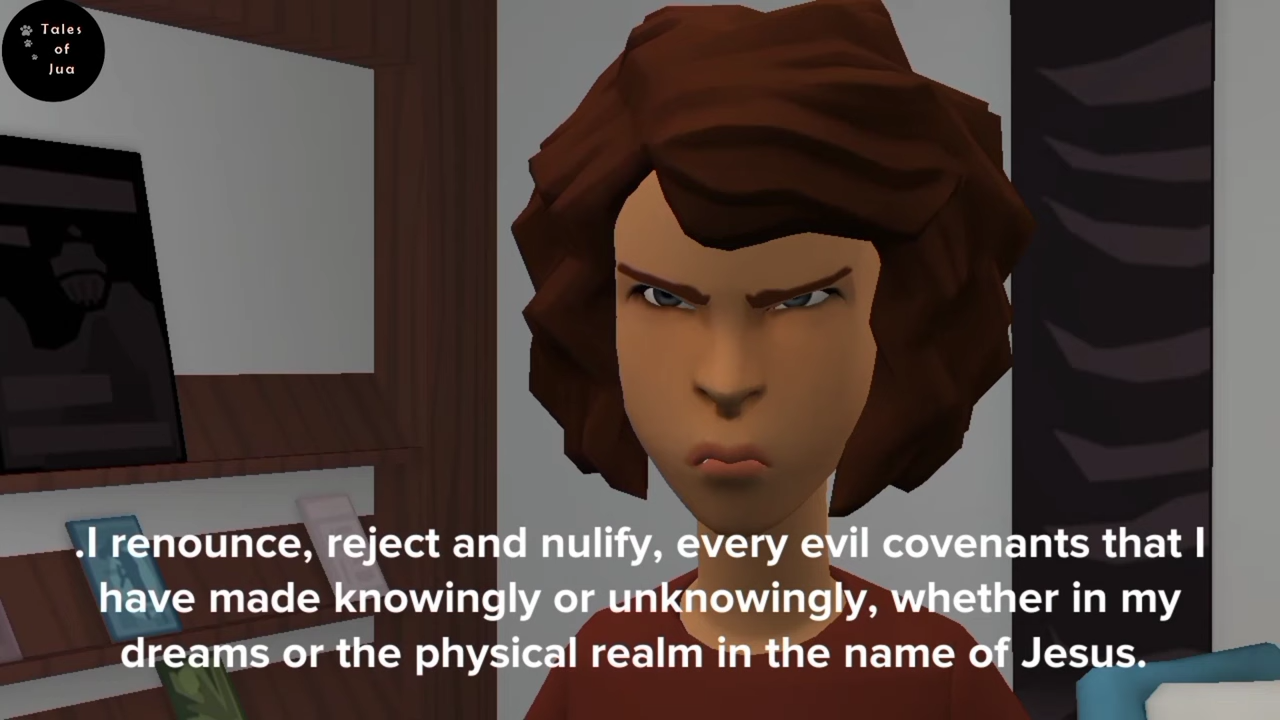 Tales
of
Jua
.I renounce, reject and nulify, every evil covenants that I
have made knowingly or unknowingly, whether in my
dreams or the physical realm in the name of Jesus.